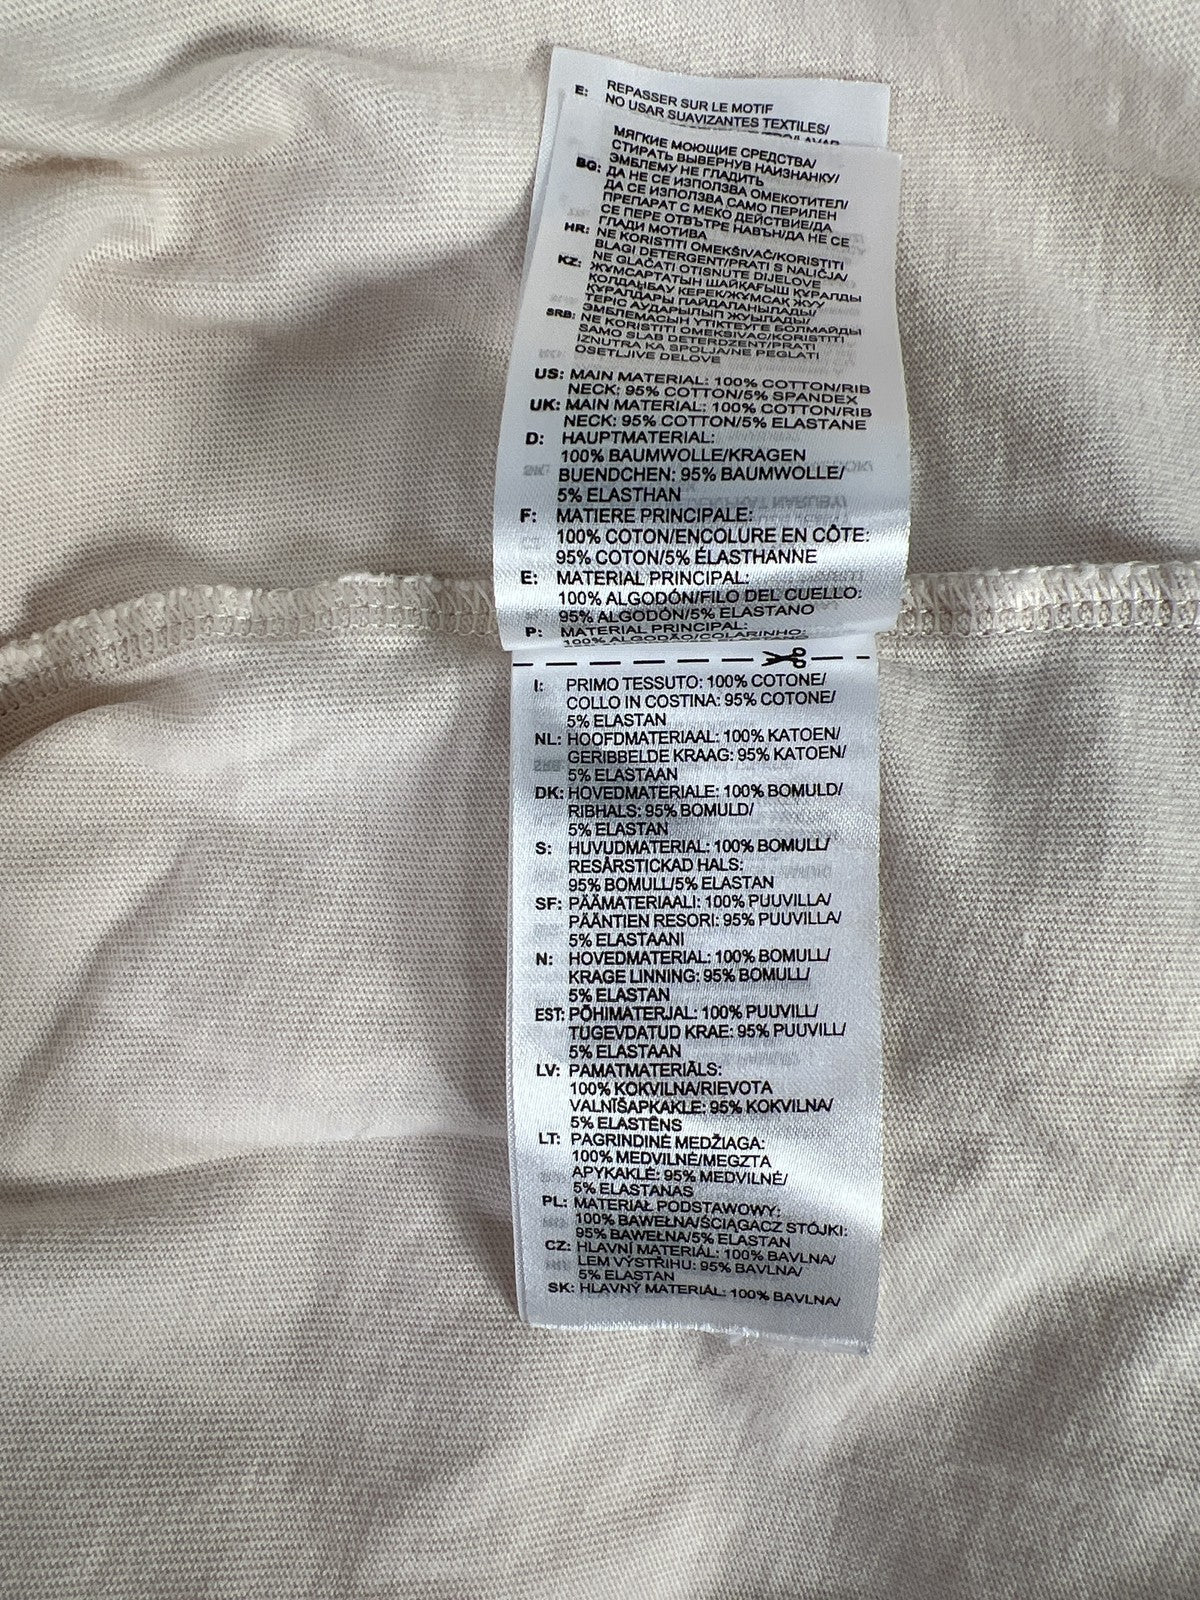 REPASSER SUR LE MOTIF
E: NO USAR SUAVIZANTES TEXTILES/
МЯГКИЕ МОЮЩИЕ СРЕДСТВА/
СТИРАТЬ ВЫВЕРНУВ НАИЗНАНКУ/
ЭМБЛЕМУ НЕ ГЛАДИТЬ
BG: ДА НЕ СЕ ИЗПОЛЗВА ОМЕКОТИТЕЛ/
ДА СЕ ИЗПОЛЗВА САМО ПЕРИЛЕН
ПРЕПАРАТ С МЕКО ДЕЙСТВИЕ/ДА
СЕ ПЕРЕ ОТВЪТРЕ НАВЪН/ДА НЕ СЕ
ГЛАДИ МОТИВА
HR: NE KORISTITI OMEKŠIVAČ/KORISTITI
BLAGI DETERGENT/PRATI S NALIČJA/
NE GLAČATI OTISNUTE DIJELOVE
KZ: ЖҰМСАРТАТЫН ШАЙҚАҒЫШ ҚҰРАЛДЫ
ҚОЛДАНБАУ КЕРЕК/ЖҰМСАҚ ЖУУ
ҚҰРАЛДАРЫ ПАЙДАЛАНЫЛАДЫ/
ТЕРІС АУДАРЫЛЫП ЖУЫЛАДЫ/
ЭМБЛЕМАСЫН ҮТІКТЕУГЕ БОЛМАЙДЫ
SRB: NE KORISTITI OMEKSIVAC/KORISTITI
SAMO SLAB DETERDZENT/PRATI
IZNUTRA KA SPOLJA/NE PEGLATI
OSETLJIVE DELOVE
US: MAIN MATERIAL: 100% COTTON/RIB
NECK: 95% COTTON/5% SPANDEX
UK: MAIN MATERIAL: 100% COTTON/RIB
NECK: 95% COTTON/5% ELASTANE
D: HAUPTMATERIAL:
100% BAUMWOLLE/KRAGEN
BUENDCHEN: 95% BAUMWOLLE/
5% ELASTHAN
F: MATIERE PRINCIPALE:
100% COTON/ENCOLURE EN CÔTE:
95% COTON/5% ÉLASTHANNE
E: MATERIAL PRINCIPAL:
100% ALGODÓN/FILO DEL CUELLO:
95% ALGODÓN/5% ELASTANO
P: MATERIAL PRINCIPAL:
100% ALGODÃO/COLARINHO:
I: PRIMO TESSUTO: 100% COTONE/
COLLO IN COSTINA: 95% COTONE/
5% ELASTAN
NL: HOOFDMATERIAAL: 100% KATOEN/
GERIBBELDE KRAAG: 95% KATOEN/
5% ELASTAAN
DK: HOVEDMATERIALE: 100% BOMULD/
RIBHALS: 95% BOMULD/
5% ELASTAN
S: HUVUDMATERIAL: 100% BOMULL/
RESÅRSTICKAD HALS:
95% BOMULL/5% ELASTAN
SF: PÄÄMATERIAALI: 100% PUUVILLA/
PÄÄNTIEN RESORI: 95% PUUVILLA/
5% ELASTAANI
N: HOVEDMATERIAL: 100% BOMULL/
KRAGE LINNING: 95% BOMULL/
5% ELASTAN
EST: PÕHIMATERJAL: 100% PUUVILL/
TUGEVDATUD KRAE: 95% PUUVILL/
5% ELASTAAN
LV: PAMATMATERIĀLS:
100% KOKVILNA/RIEVOTA
VALNĪŠAPKAKLE: 95% KOKVILNA/
5% ELASTĒNS
LT: PAGRINDINĖ MEDŽIAGA:
100% MEDVILNĖ/MEGZTA
APYKAKLĖ: 95% MEDVILNĖ/
5% ELASTANAS
PL: MATERIAŁ PODSTAWOWY:
100% BAWEŁNA/ŚCIĄGACZ STÓJKI:
95% BAWEŁNA/5% ELASTAN
CZ: HLAVNÍ MATERIÁL: 100% BAVLNA/
LEM VÝSTŘIHU: 95% BAVLNA/
5% ELASTAN
SK: HLAVNÝ MATERIÁL: 100% BAVLNA/